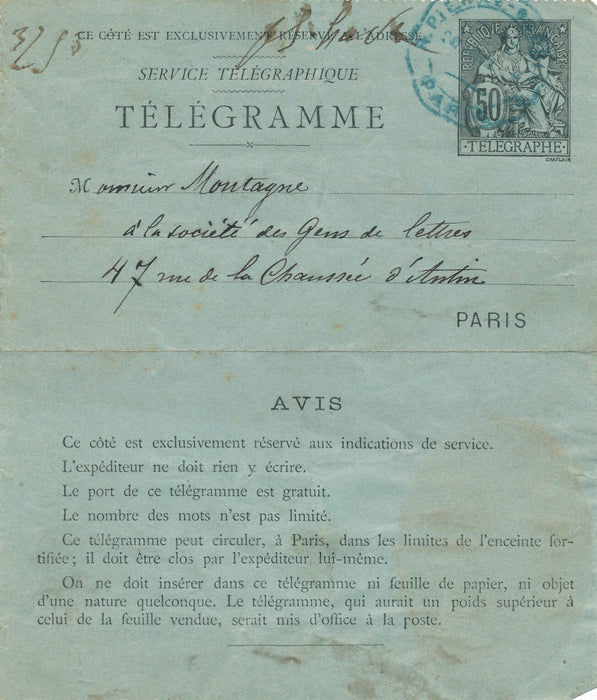 CE CÔTÉ EST EXCLUSIVEMENT RÉSERVÉ A L'ADRESSE
SERVICE TÉLÉGRAPHIQUE
TÉLÉGRAMME
REPUBLIQUE FRANÇAISE
50
TELEGRAPHE
CHAPLAIN
PARIS
Monsieur Montagne
à la société des Gens de lettres
47 rue de la Chaussée d'Antin
PARIS
AVIS
Ce côté est exclusivement réservé aux indications de service.
L'expéditeur ne doit rien y écrire.
Le port de ce télégramme est gratuit.
Le nombre des mots n'est pas limité.
Ce télégramme peut circuler, à Paris, dans les limites de l'enceinte for-
tifiée; il doit être clos par l'expéditeur lui-même.
On ne doit insérer dans ce télégramme ni feuille de papier, ni objet
d'une nature quelconque. Le télégramme, qui aurait un poids supérieur à
celui de la feuille vendue, serait mis d'office à la poste.